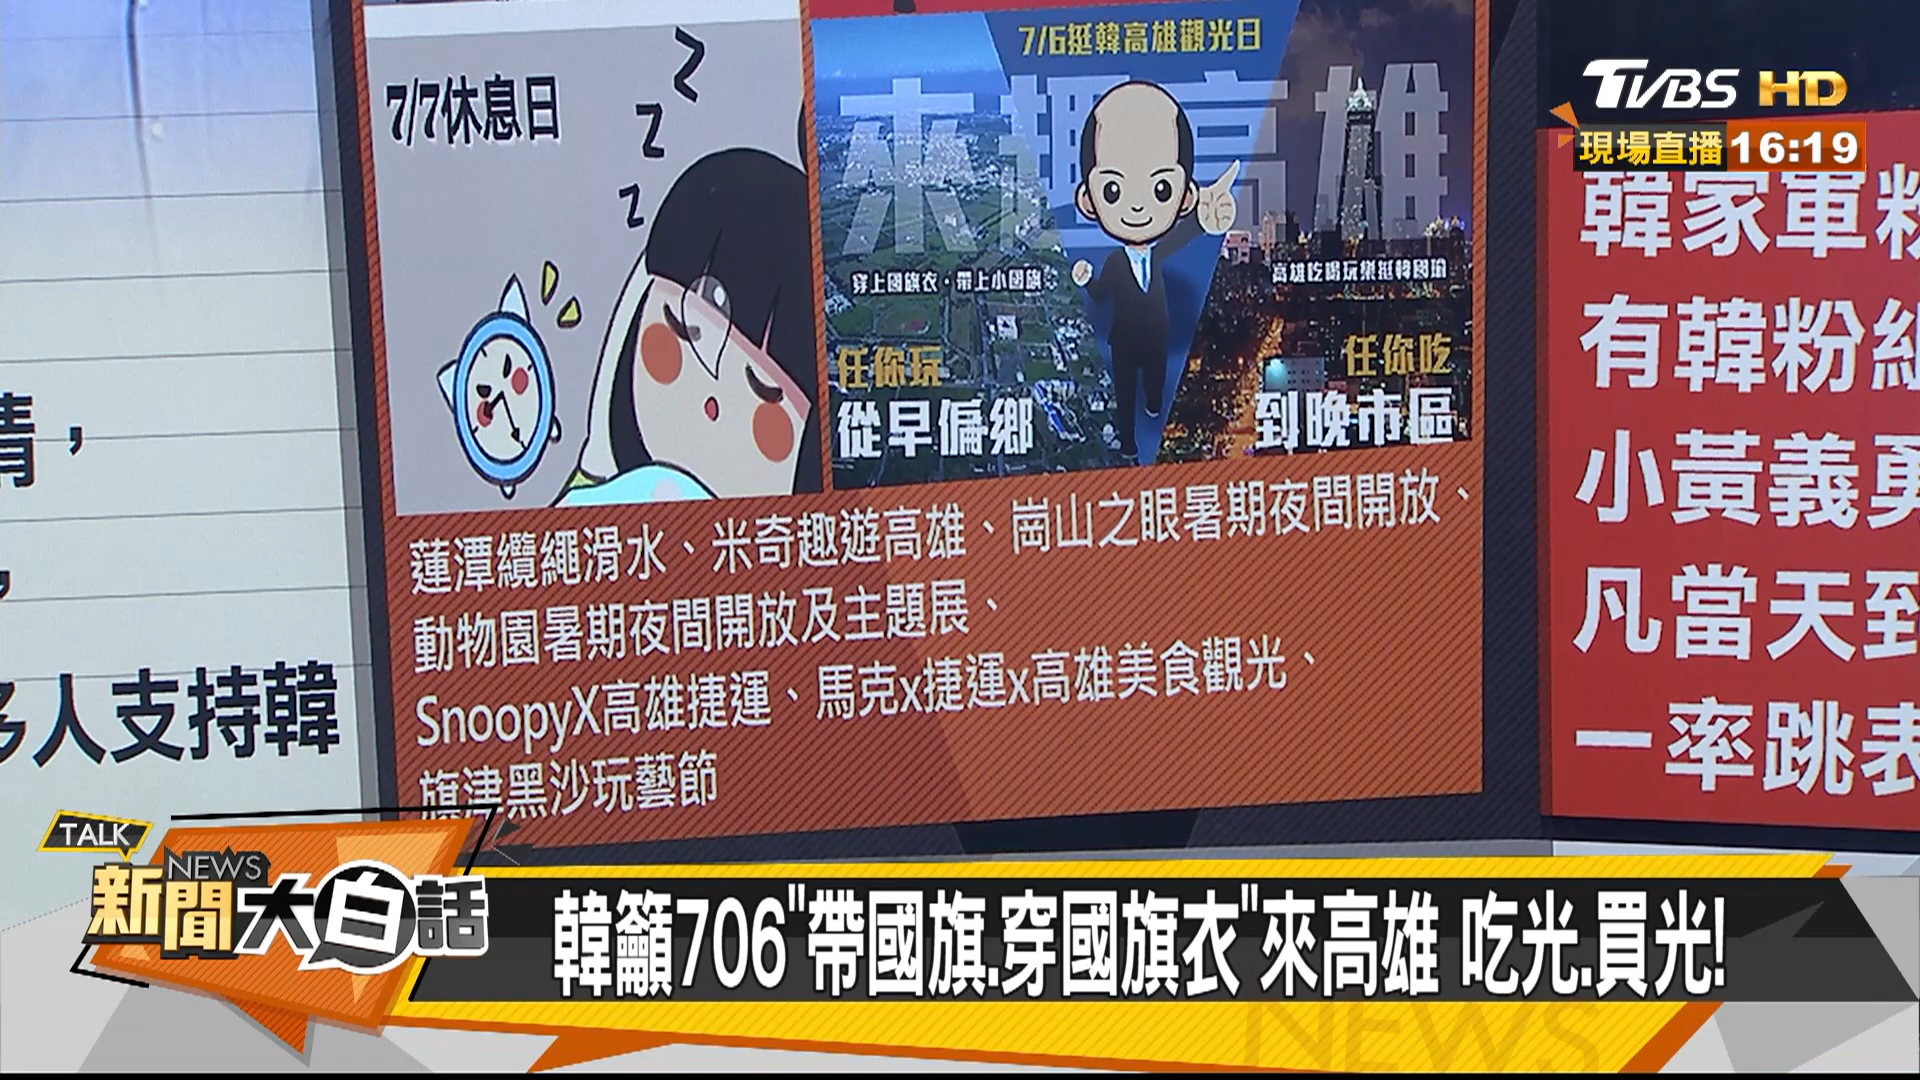 TVBS HD
現場直播 16:19
7/7休息日
Z
Z
Z
7/6挺韓高雄觀光日
來趣高雄
穿上國旗衣・帶上小國旗
高雄吃喝玩樂挺韓國瑜
任你玩
從早偏鄉
任你吃
到晚市區
蓮潭纜繩滑水、米奇趣遊高雄、崗山之眼暑期夜間開放、
動物園暑期夜間開放及主題展、
SnoopyX高雄捷運、馬克x捷運x高雄美食觀光、
旗津黑沙玩藝節
，
多人支持韓
韓家軍粉
有韓粉組
小黃義勇
凡當天到
一率跳表
TALK
NEWS
新聞大白話
韓籲706"帶國旗.穿國旗衣"來高雄 吃光.買光!
NEWS